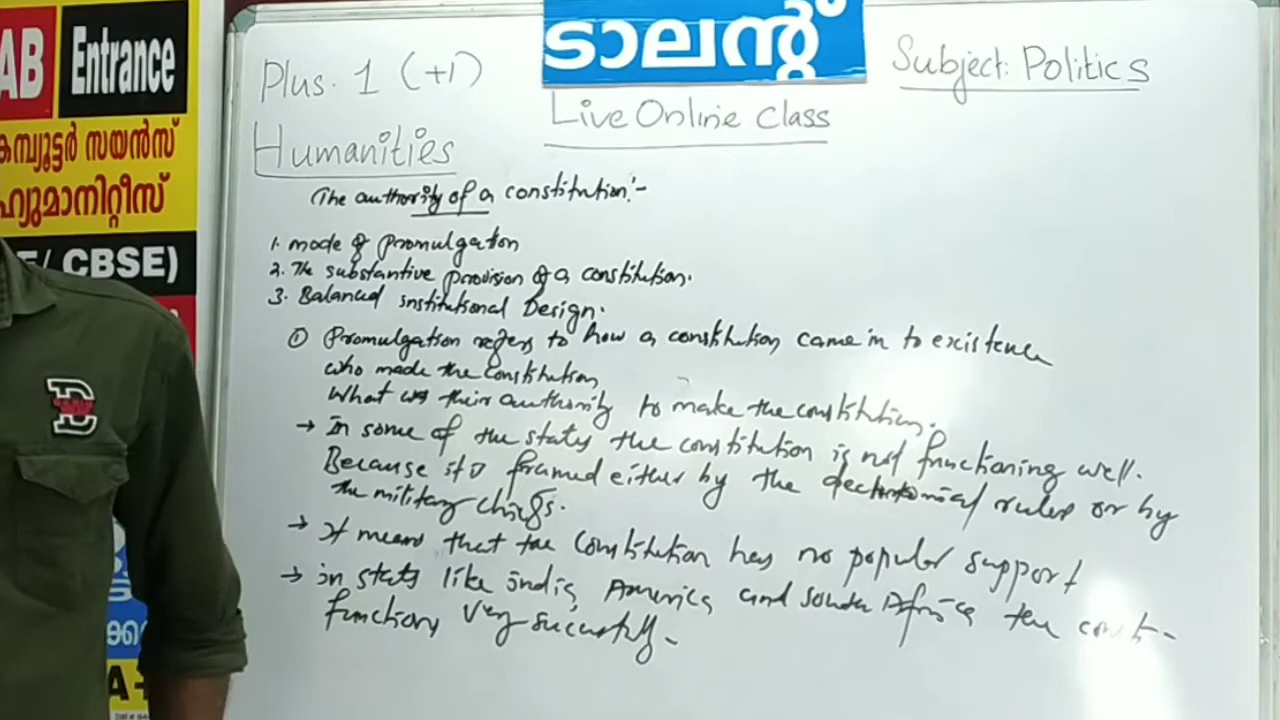 AB Entrance
കമ്പ്യൂട്ടർ സയൻസ്
ഹ്യുമാനിറ്റീസ്
/ CBSE)
A+
ടാലന്റ്
Plus. 1 (+1)
Subject: Politics
Live Online Class
Humanities
The authority of a constitution:-
1. mode of promulgation
2. The substantive provision of a constitution.
3. Balanced institutional Design.
① Promulgation refers to how a constitution came in to existence
who made the constitution
What was their authority to make the constitution.
→ In some of the states the constitution is not functioning well.
Because it is framed either by the rules or by
the military chiefs.
→ It means that the constitution has no popular support
→ in states like india, America and South Africa the const-
functions very successfully-